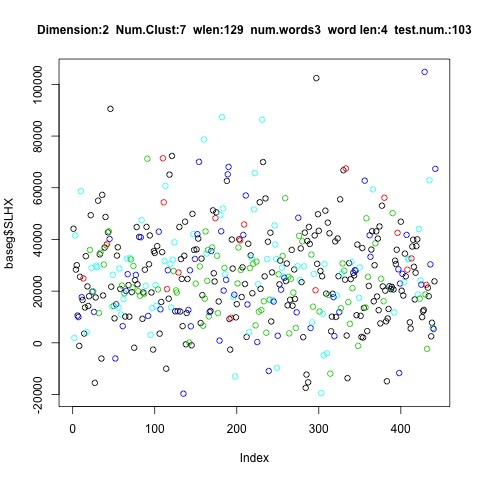 Dimension:2 Num.Clust:7 wlen:129 num.words3 word len:4 test.num.:103
baseg$SLHX
100000
80000
60000
40000
20000
0
-20000
0 100 200 300 400
Index